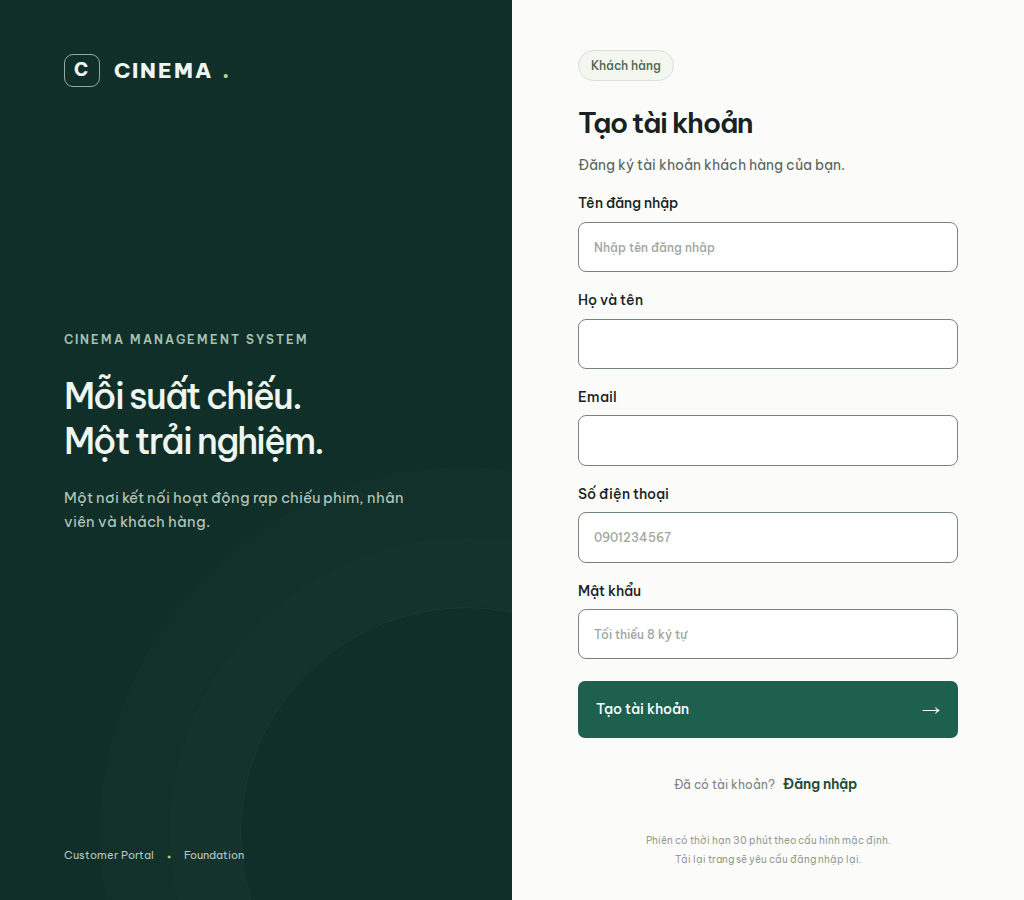 C CINEMA .
CINEMA MANAGEMENT SYSTEM
Mỗi suất chiếu.
Một trải nghiệm.
Một nơi kết nối hoạt động rạp chiếu phim, nhân
viên và khách hàng.
Customer Portal • Foundation
Khách hàng
Tạo tài khoản
Đăng ký tài khoản khách hàng của bạn.
Tên đăng nhập
Nhập tên đăng nhập
Họ và tên
Email
Số điện thoại
0901234567
Mật khẩu
Tối thiểu 8 ký tự
Tạo tài khoản →
Đã có tài khoản? Đăng nhập
Phiên có thời hạn 30 phút theo cấu hình mặc định.
Tải lại trang sẽ yêu cầu đăng nhập lại.